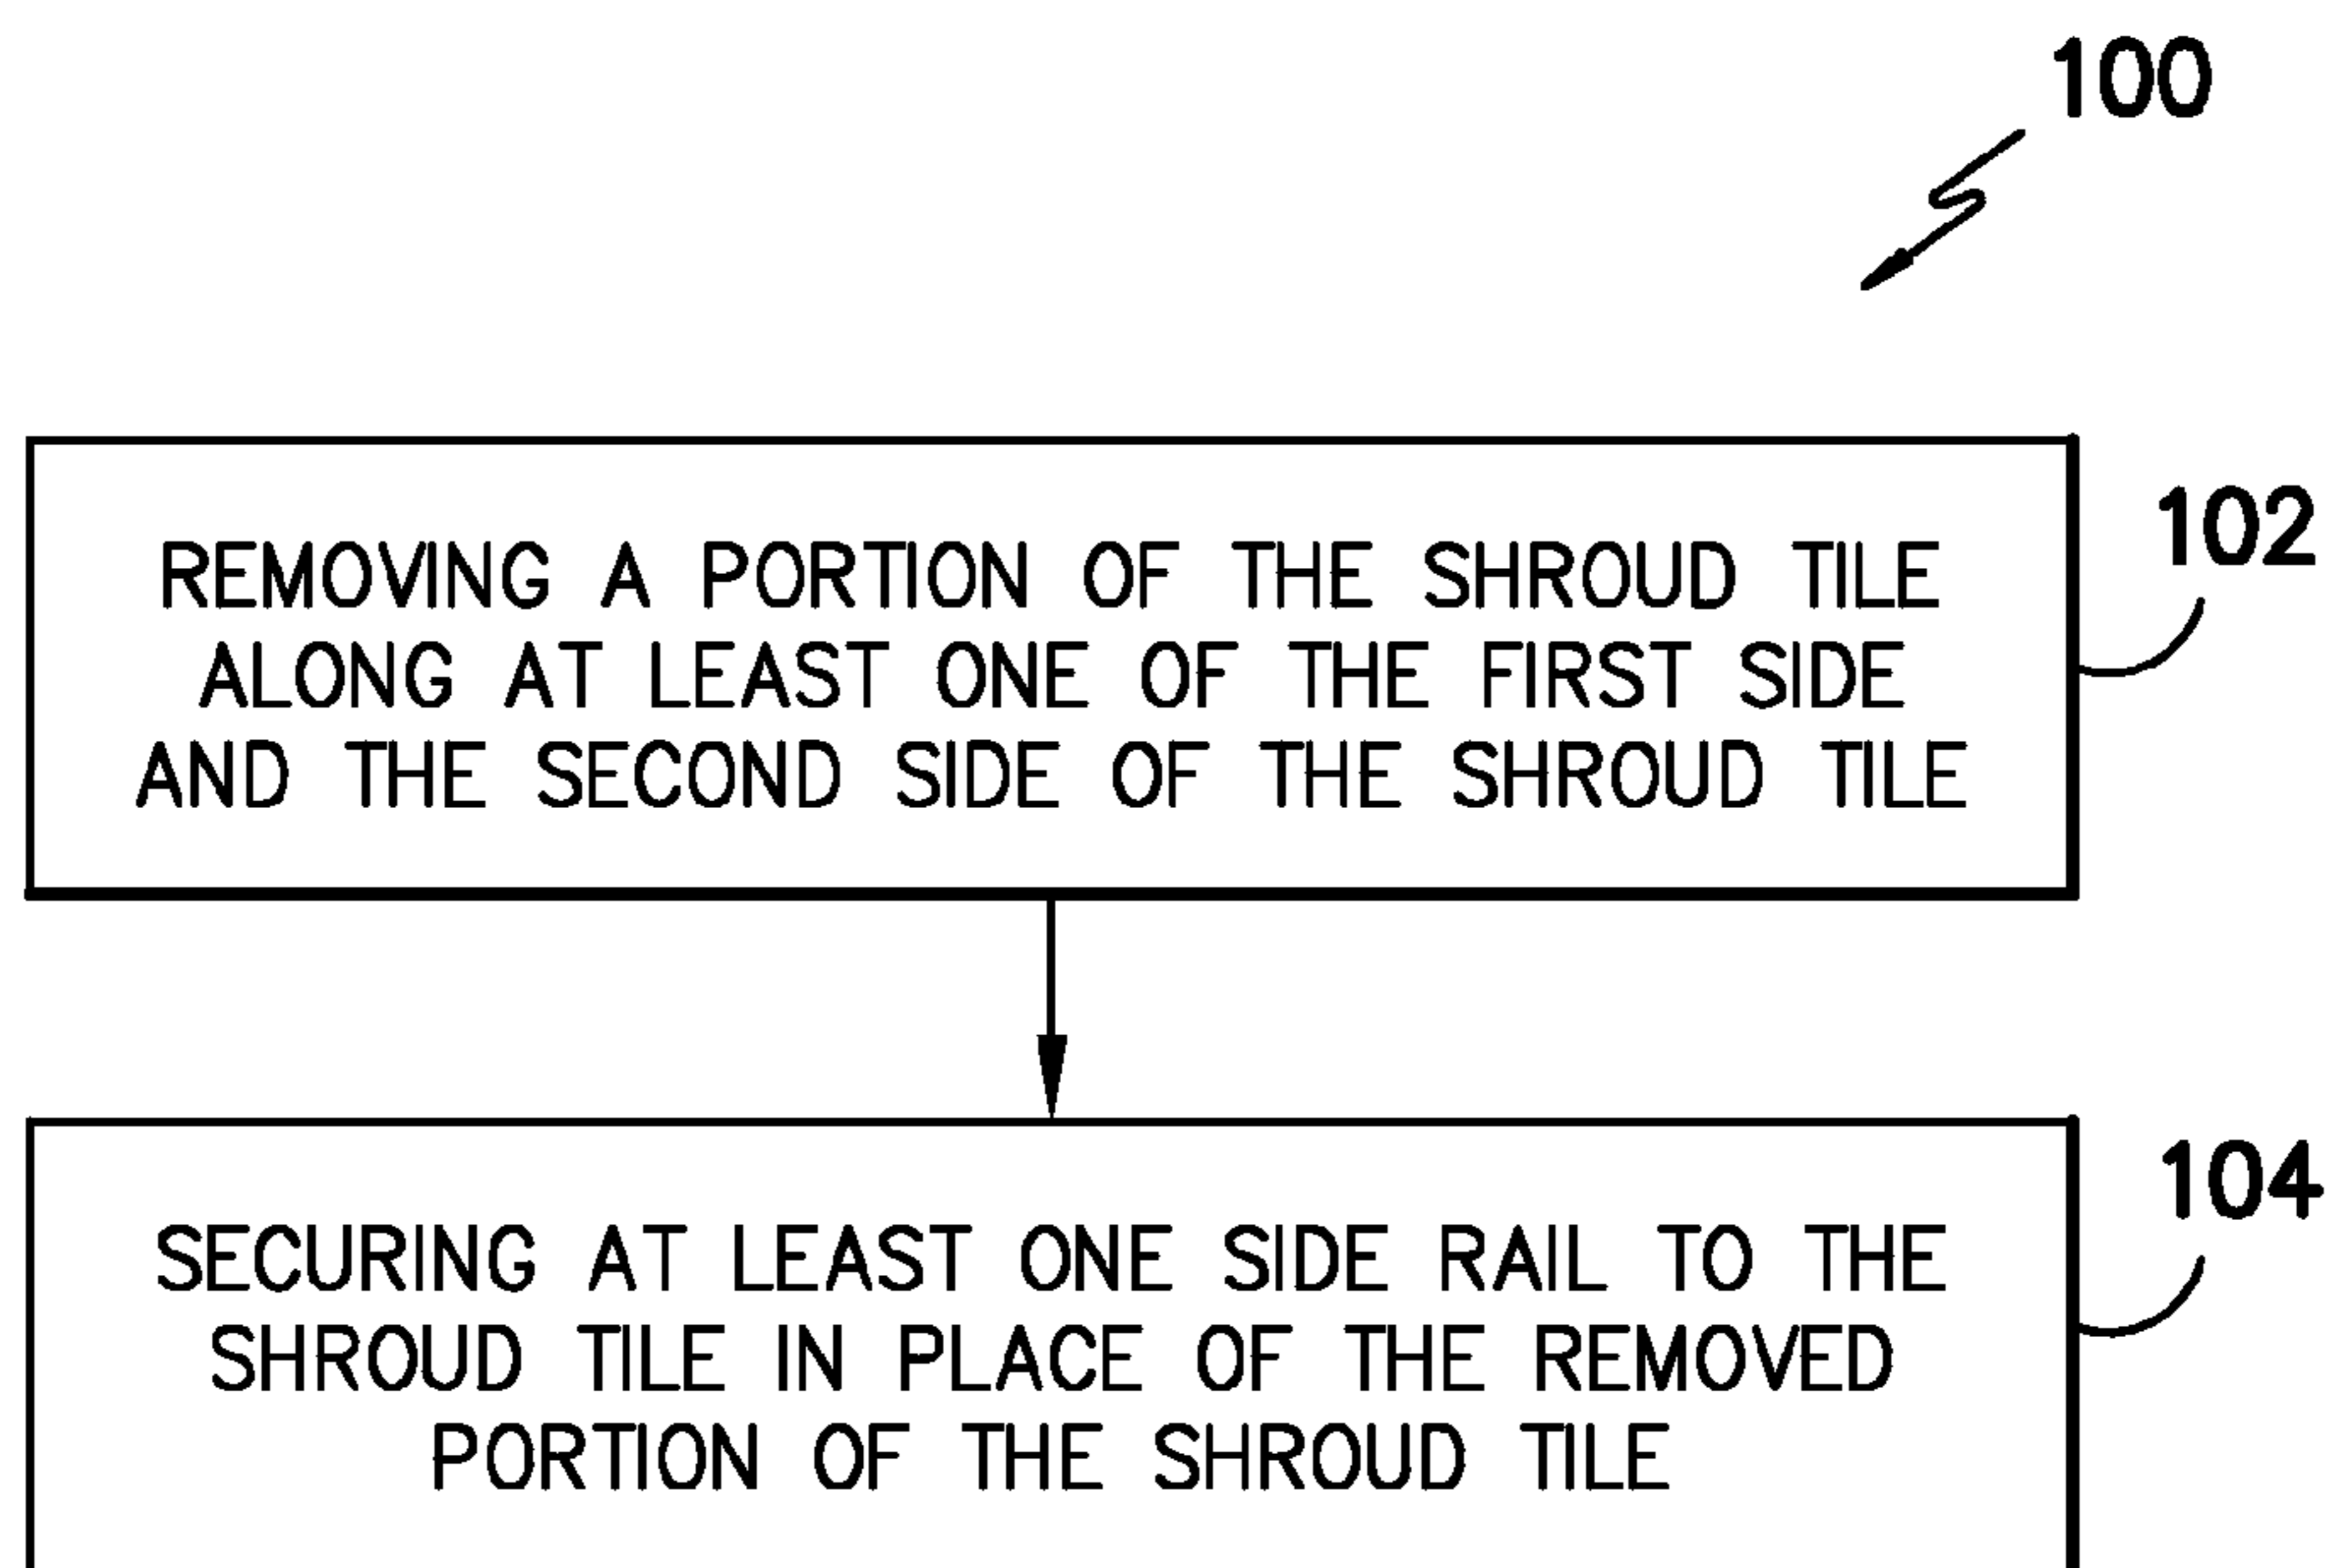 100
102
REMOVING A PORTION OF THE SHROUD TILE
ALONG AT LEAST ONE OF THE FIRST SIDE
AND THE SECOND SIDE OF THE SHROUD TILE
104
SECURING AT LEAST ONE SIDE RAIL TO THE
SHROUD TILE IN PLACE OF THE REMOVED
PORTION OF THE SHROUD TILE